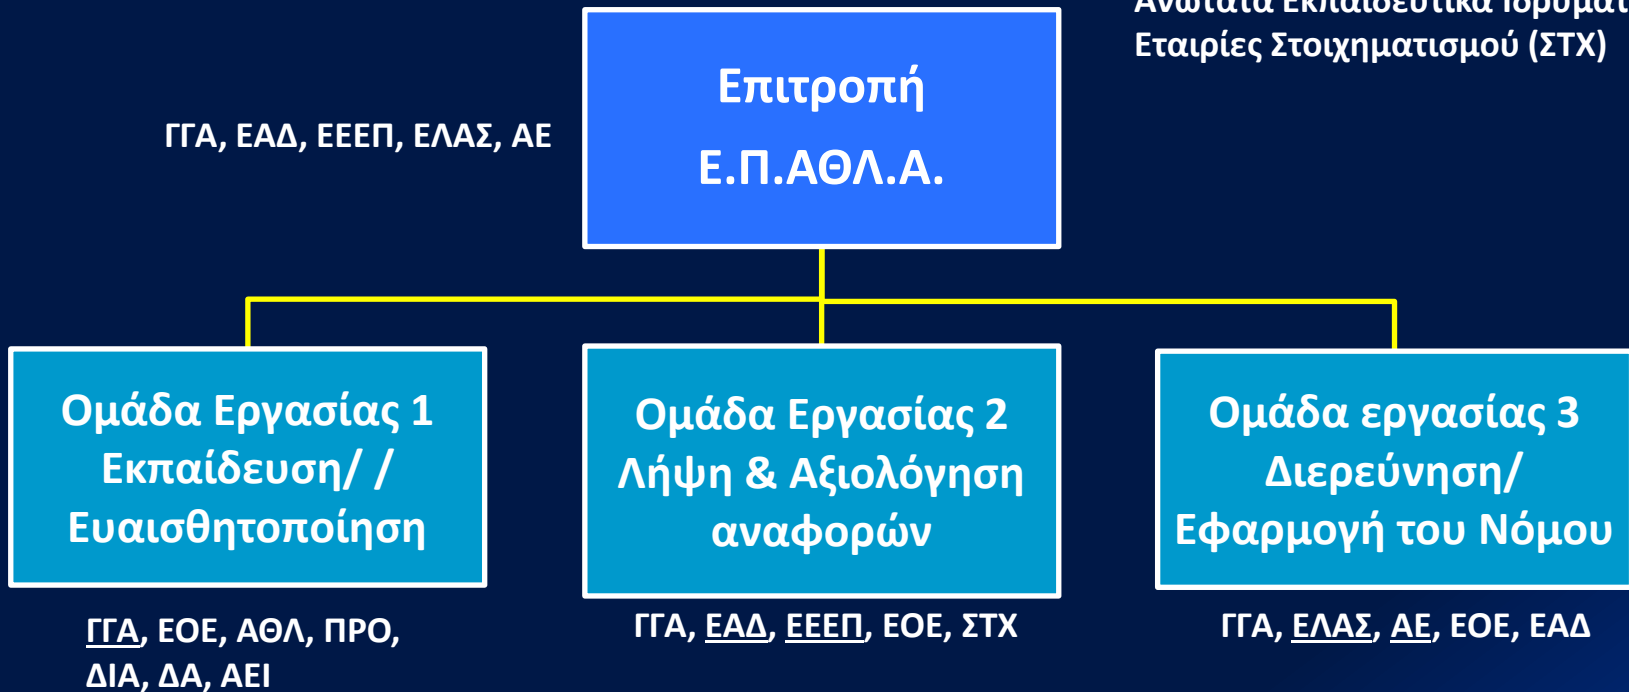 Ανώτατα Εκπαιδευτικά
Εταιρίες Στοιχηματισμού (ΣΤΧ)
Επιτροπή
Ε.Π.ΑΘΛ.Α.
ΓΓΑ, ΕΑΔ, ΕΕΕΠ, ΕΛΑΣ, ΑΕ
Ομάδα Εργασίας 1
Εκπαίδευση/ /
Ευαισθητοποίηση
Ομάδα Εργασίας 2
Λήψη & Αξιολόγηση
αναφορών
Ομάδα εργασίας 3
Διερεύνηση/
Εφαρμογή του Νόμου
ΓΓΑ, ΕΟΕ, ΑΘΛ, ΠΡΟ,
ΔΙΑ, ΔΑ, ΑΕΙ
ΓΓΑ, ΕΑΔ, ΕΕΕΠ, ΕΟΕ, ΣΤΧ
ΓΓΑ, ΕΛΑΣ, ΑΕ, ΕΟΕ, ΕΑΔ